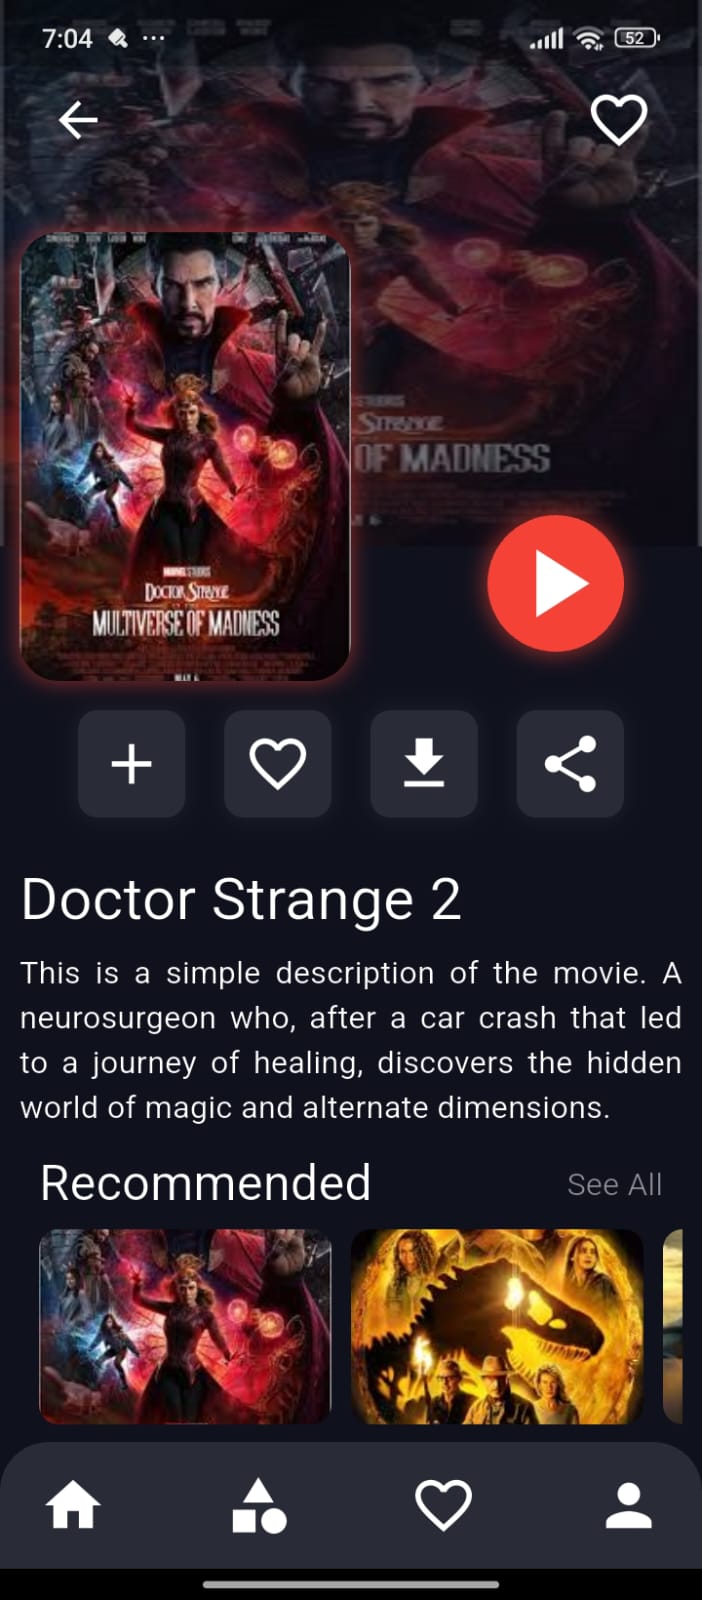 7:04
52
STRANGE
OF MADNESS
MARVEL STUDIOS
DOCTOR STRANGE
MULTIVERSE OF MADNESS
Doctor Strange 2
This is a simple description of the movie. A
neurosurgeon who, after a car crash that led
to a journey of healing, discovers the hidden
world of magic and alternate dimensions.
Recommended
See All